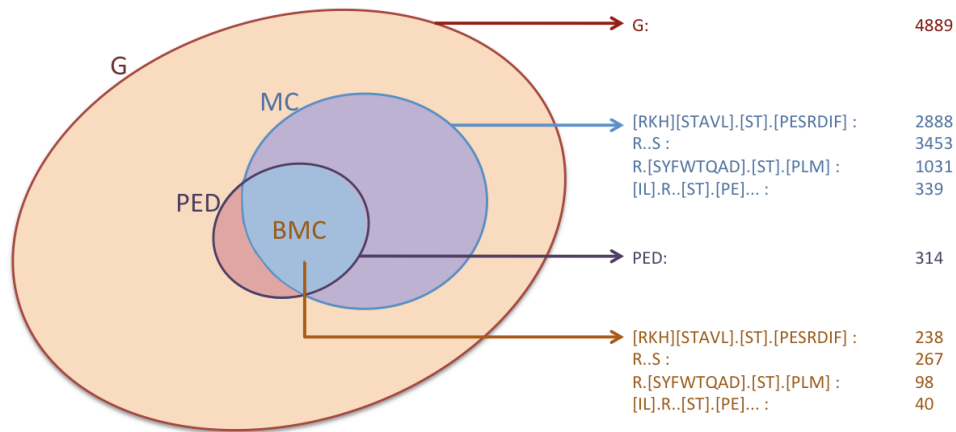 G: 4889
G
MC
[RKH][STAVL].[ST].[PESRDIF] : 2888
R..S : 3453
R.[SYFWTQAD].[ST].[PLM] : 1031
[IL].R..[ST].[PE]... : 339
PED
BMC
PED: 314
[RKH][STAVL].[ST].[PESRDIF] : 238
R..S : 267
R.[SYFWTQAD].[ST].[PLM] : 98
[IL].R..[ST].[PE]... : 40